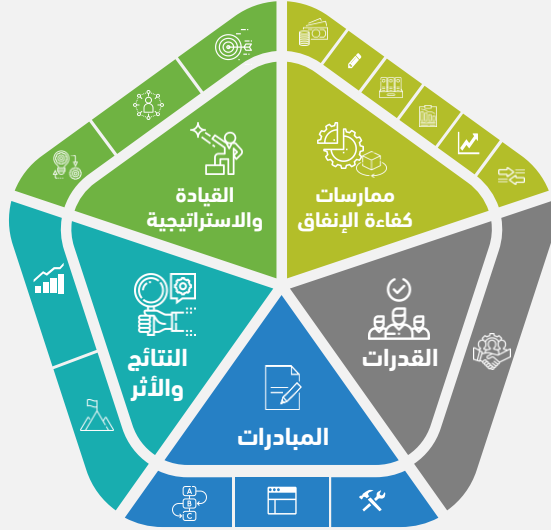 ممارسات
كفاءة الإنفاق
القيادة
والاستراتيجية
القدرات
النتائج
والأثر
المبادرات
A
B
C